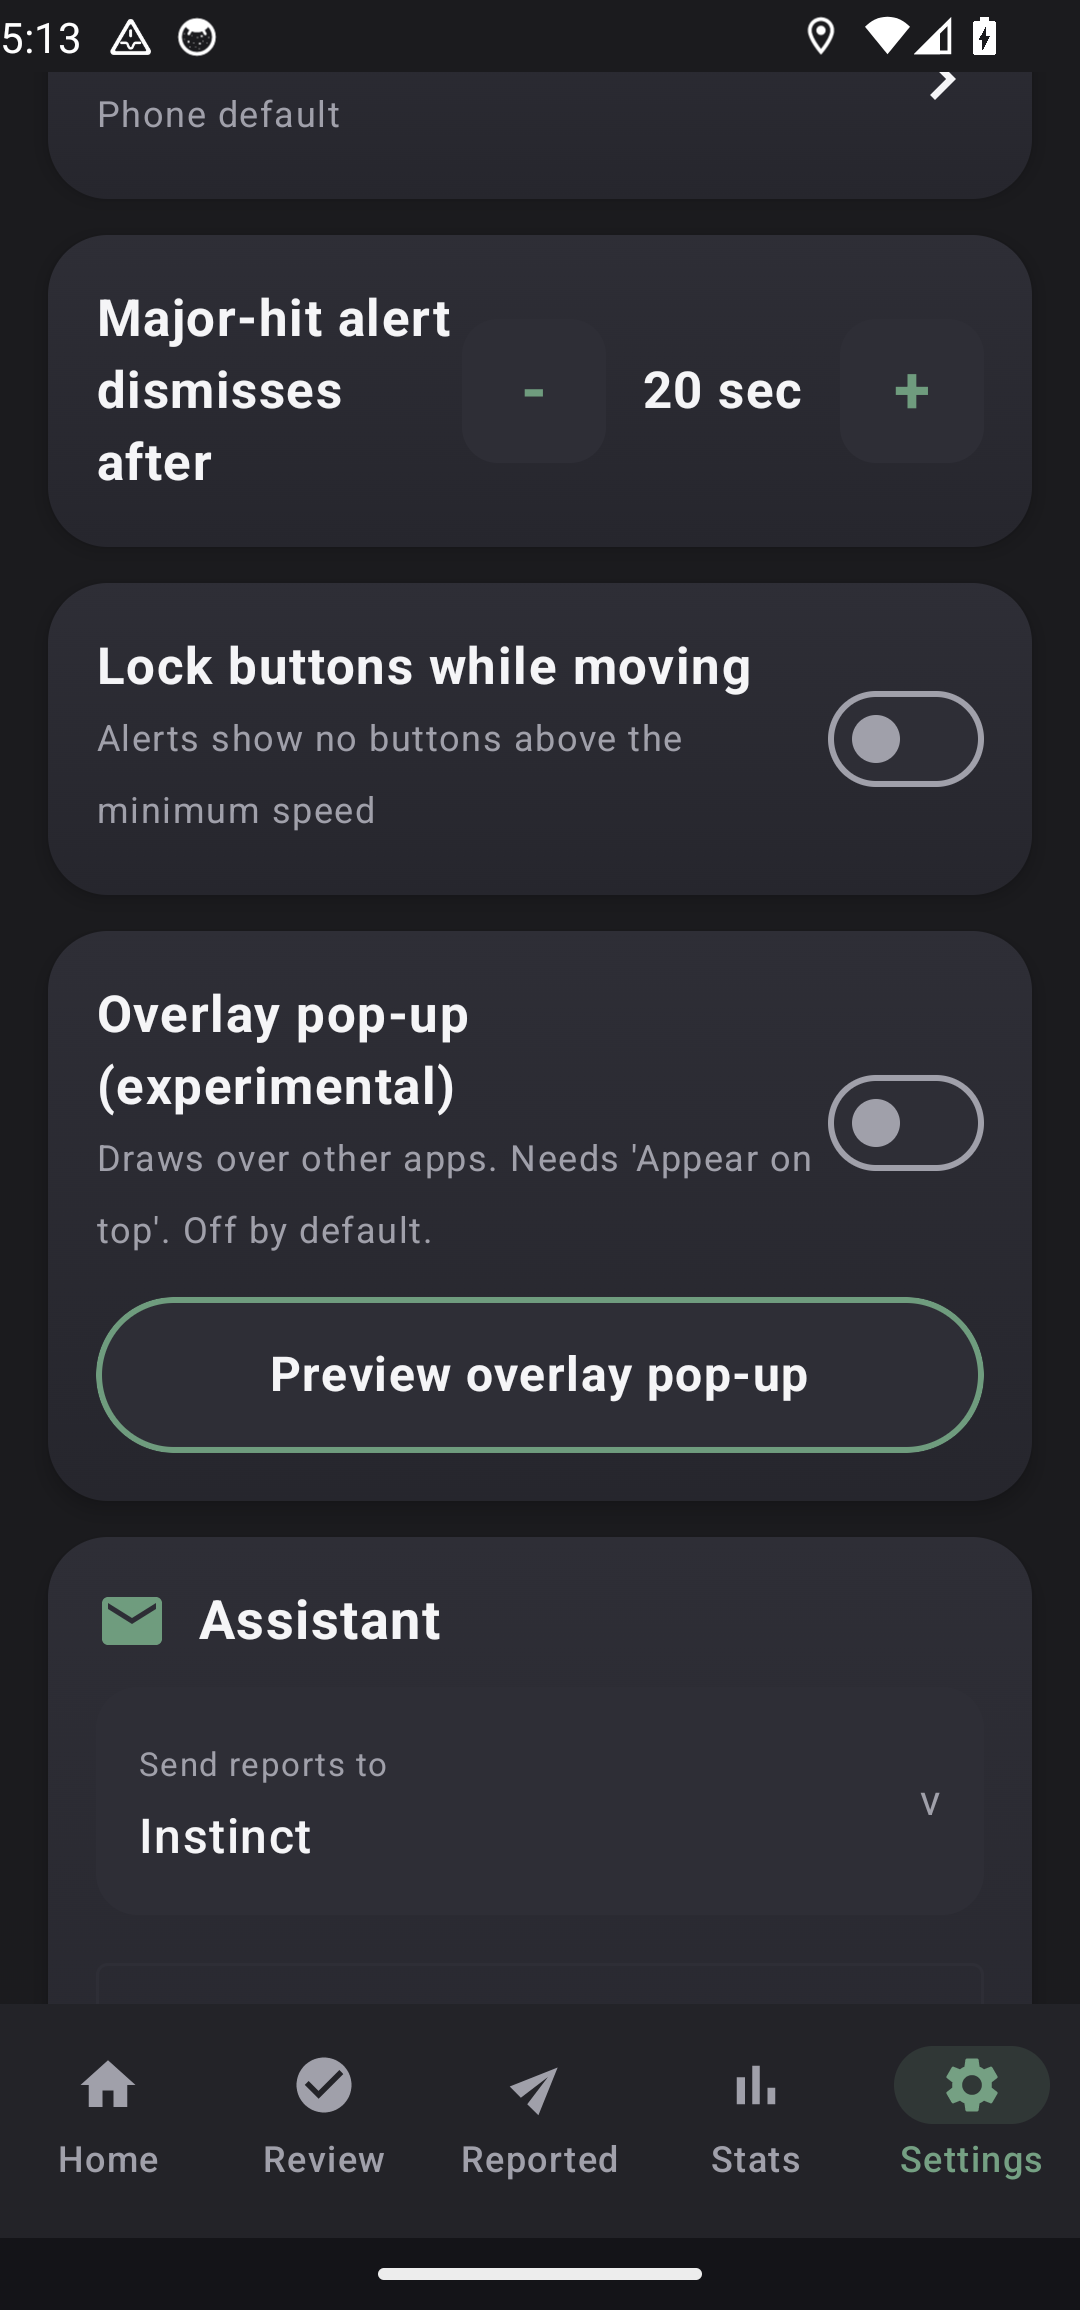 5:13
Phone default
Major-hit alert
dismisses
after
- 20 sec +
Lock buttons while moving
Alerts show no buttons above the
minimum speed
Overlay pop-up
(experimental)
Draws over other apps. Needs 'Appear on
top'. Off by default.
Preview overlay pop-up
Assistant
Send reports to
Instinct
v
Home Review Reported Stats Settings